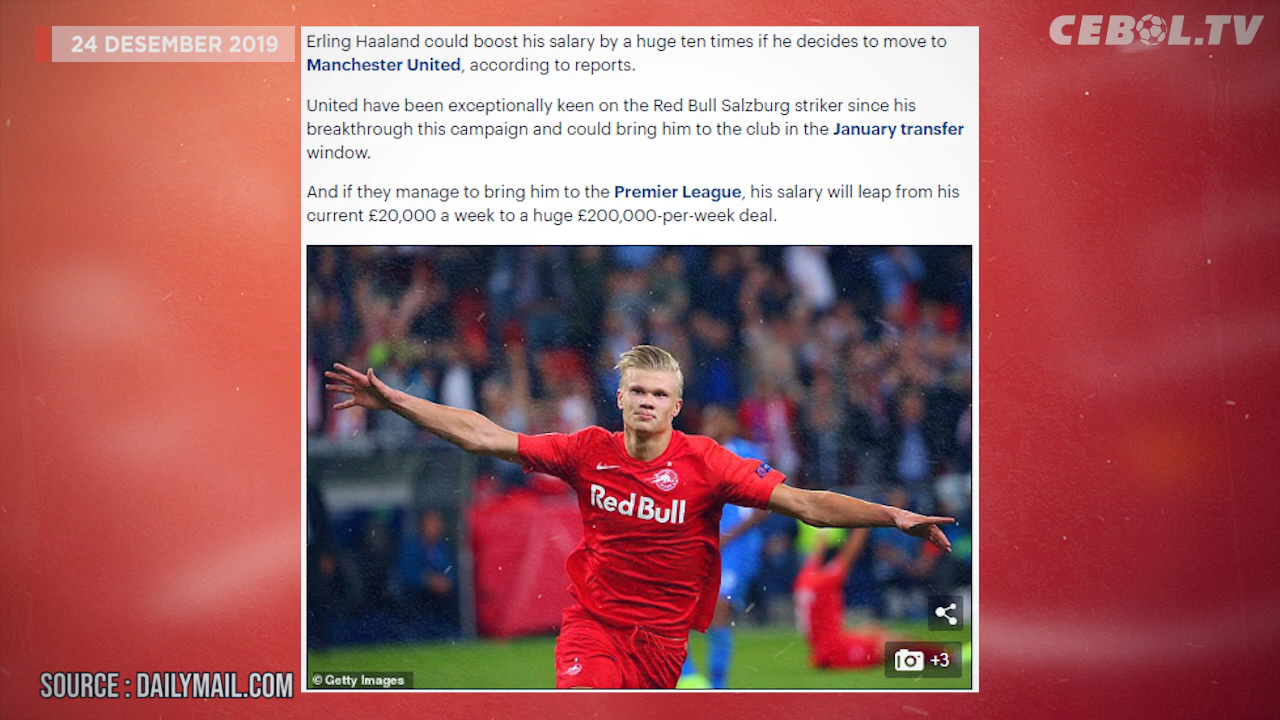 24 DESEMBER 2019
CEBOL.TV
Erling Haaland could boost his salary by a huge ten times if he decides to move to
Manchester United, according to reports.
United have been exceptionally keen on the Red Bull Salzburg striker since his
breakthrough this campaign and could bring him to the club in the January transfer
window.
And if they manage to bring him to the Premier League, his salary will leap from his
current £20,000 a week to a huge £200,000-per-week deal.
Red Bull
+3
© Getty Images
SOURCE : DAILYMAIL.COM